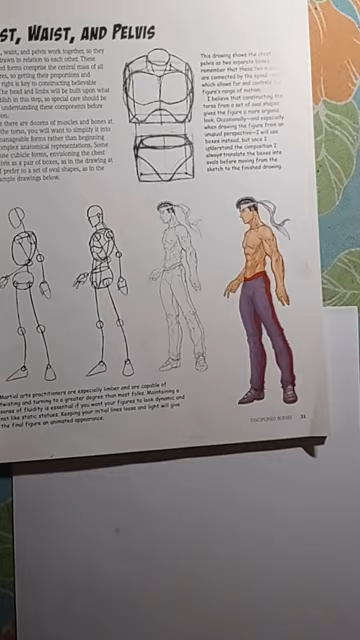 ST, WAIST, AND PELVIS
, waist, and pelvis work together, so they
drawn in relation to each other. These
ed forms comprise the central mass of all
res, so getting their proportions and
right is key to constructing believable
he head and limbs will be built upon what
blish in this step, so special care should be
understanding these components before
on.
e are dozens of muscles and bones at
the torso, you will want to simplify it into
manageable forms rather than beginning
omplex anatomical representations. Some
use cubicle forms, envisioning the chest
lvis as a pair of boxes, as in the drawing at
I prefer to use a set of oval shapes, as in the
ample drawings below.
This drawing shows the chest
pelvis as two separate boxes
remember that these two
are connected by the spinal
which allows for and controls
figure's range of motion.
I believe that constructing the
torso from a set of oval shapes
gives the figure a more organic
look. Occasionally—and especially
when drawing the figure from an
unusual perspective—I will use
boxes instead, but once I
understand the composition I
always translate the boxes into
ovals before moving from the
sketch to the finished drawing.
Martial arts practitioners are especially limber and are capable of
twisting and turning to a greater degree than most folks. Maintaining a
sense of fluidity is essential if you want your figures to look dynamic and
not like static statues. Keeping your initial lines loose and light will give
the final figure an animated appearance.
DISCIPLINED BODIES 31